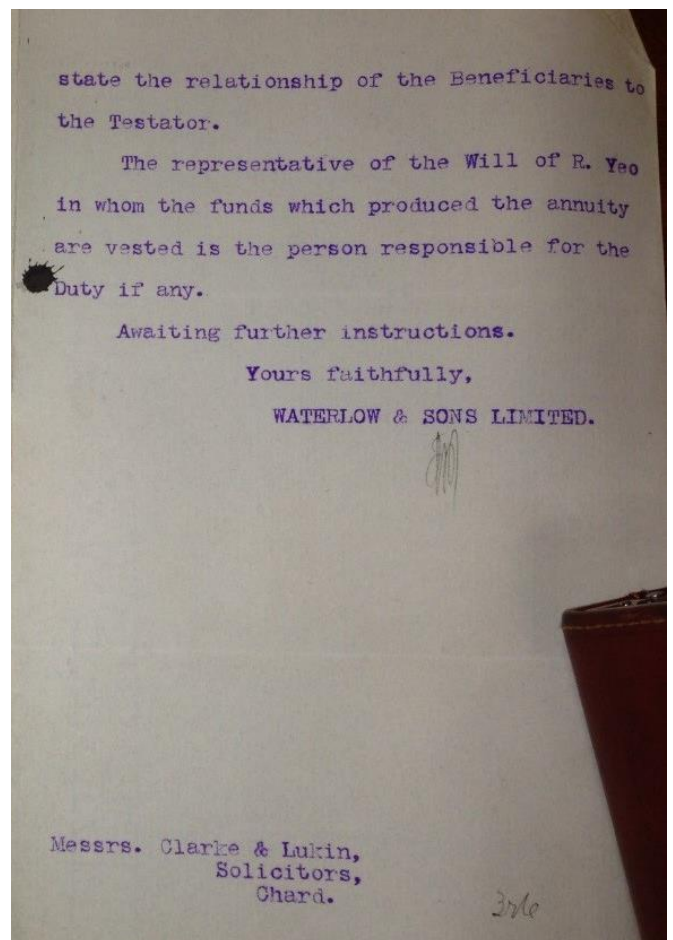 state the relationship of the Beneficiaries to
the Testator.
The representative of the Will of R. Yeo
in whom the funds which produced the annuity
are vested is the person responsible for the
Duty if any.
Awaiting further instructions.
Yours faithfully,
WATERLOW & SONS LIMITED.
Messrs. Clarke & Lukin,
Solicitors,
Chard.